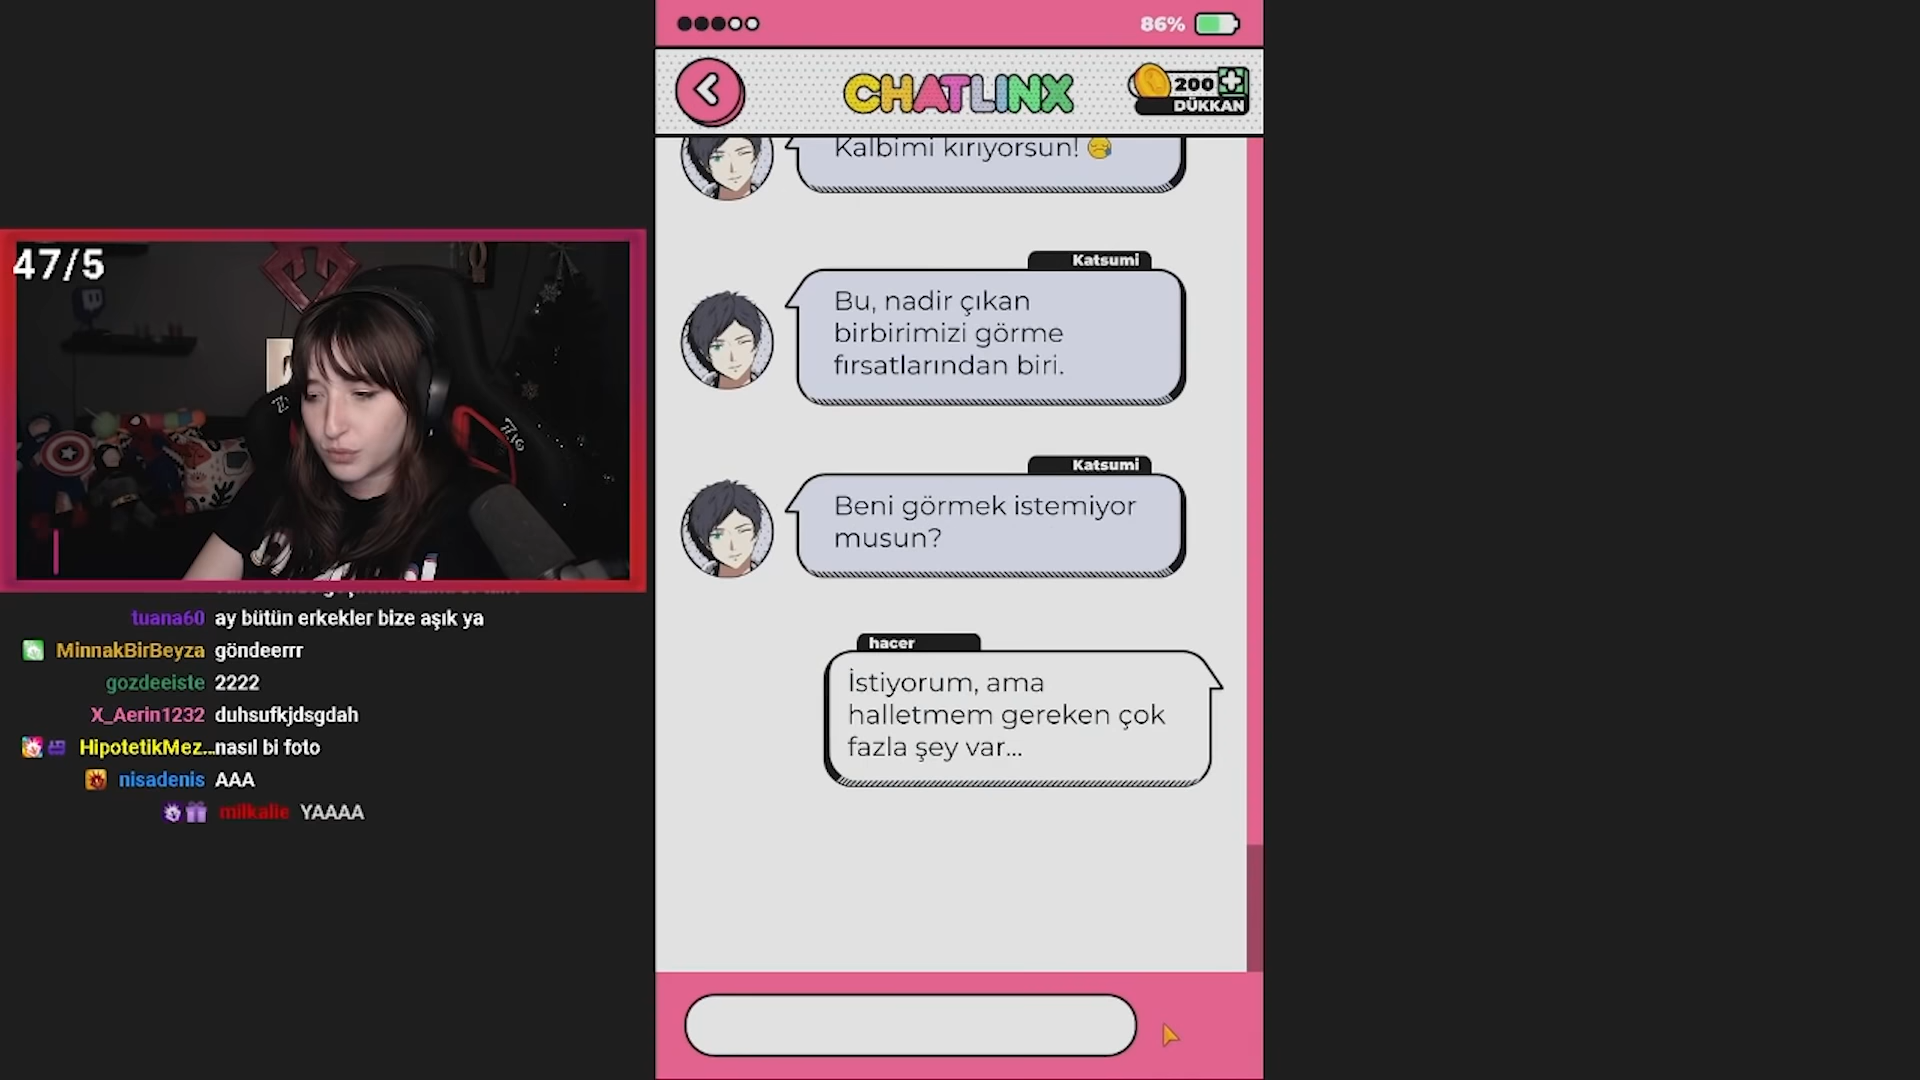 86%
CHATLINX
200
DÜKKAN
Kalbimi kırıyorsun!
Katsumi
Bu, nadir çıkan
birbirimizi görme
fırsatlarından biri.
Katsumi
Beni görmek istemiyor
musun?
hacer
İstiyorum, ama
halletmem gereken çok
fazla şey var...
47/5
tuana60 ay bütün erkekler bize aşık ya
MinnakBirBeyza göndeerrr
gozdeeiste 2222
X_Aerin1232 duhsufkjdsgdah
HipotetikMez... nasıl bi foto
nisadenis AAA
milkalie YAAAA